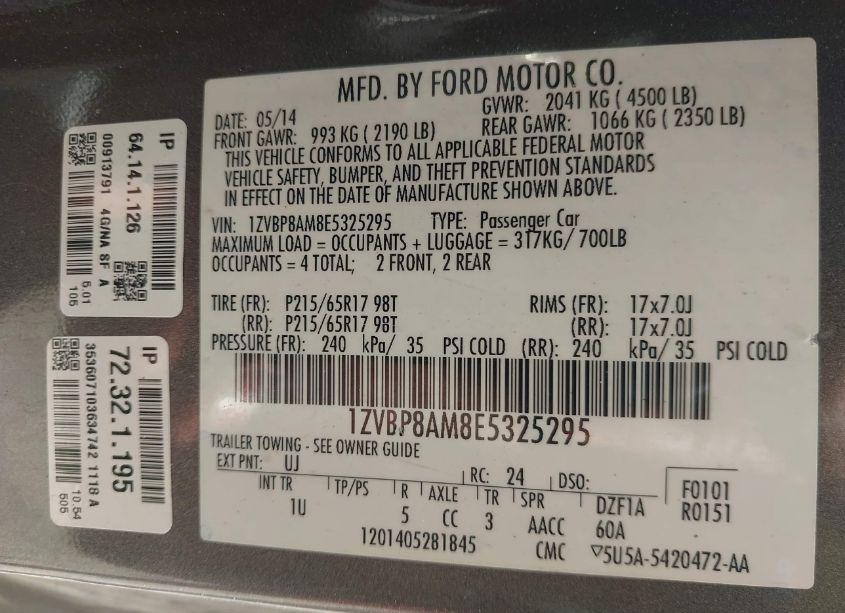 MFD. BY FORD MOTOR CO.
DATE: 05/14 GVWR: 2041 KG ( 4500 LB)
FRONT GAWR: 993 KG ( 2190 LB) REAR GAWR: 1066 KG ( 2350 LB)
THIS VEHICLE CONFORMS TO ALL APPLICABLE FEDERAL MOTOR
VEHICLE SAFETY, BUMPER, AND THEFT PREVENTION STANDARDS
IN EFFECT ON THE DATE OF MANUFACTURE SHOWN ABOVE.
VIN: 1ZVBP8AM8E5325295 TYPE: Passenger Car
MAXIMUM LOAD = OCCUPANTS + LUGGAGE = 317KG/ 700LB
OCCUPANTS = 4 TOTAL; 2 FRONT, 2 REAR
TIRE (FR): P215/65R17 98T RIMS (FR): 17x7.0J
(RR): P215/65R17 98T (RR): 17x7.0J
PRESSURE (FR): 240 kPa/ 35 PSI COLD (RR): 240 kPa/ 35 PSI COLD
1ZVBP8AM8E5325295
TRAILER TOWING - SEE OWNER GUIDE
EXT PNT: UJ RC: 24 DSO: F0101
R0151
INT TR TP/PS R AXLE TR SPR DZF1A
1U 5 CC 3 AACC 60A
1201405281845 CMC ▽5U5A-5420472-AA
IP
64.14.1.126
00913791 4G/NA 8F A
5.01
105
IP
72.32.1.195
353607103634742 1118 A
10.54
505